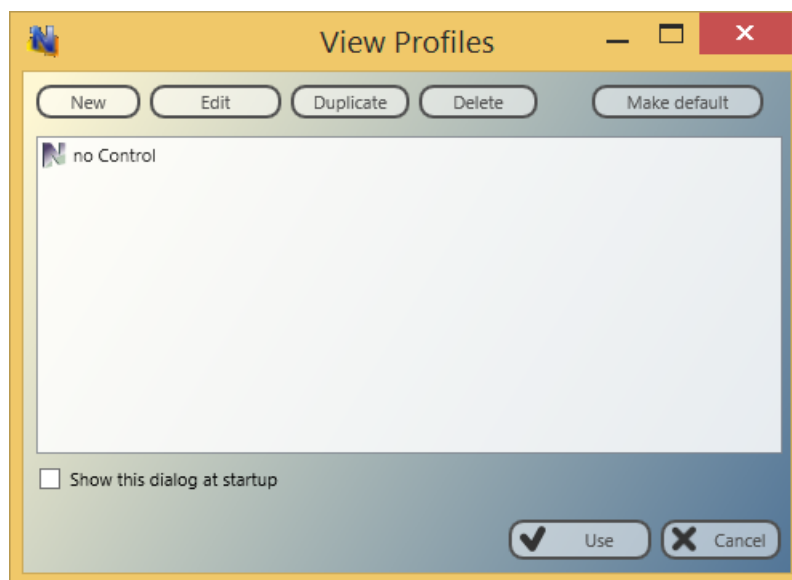 View Profiles
New Edit Duplicate Delete Make default
no Control
Show this dialog at startup
Use Cancel